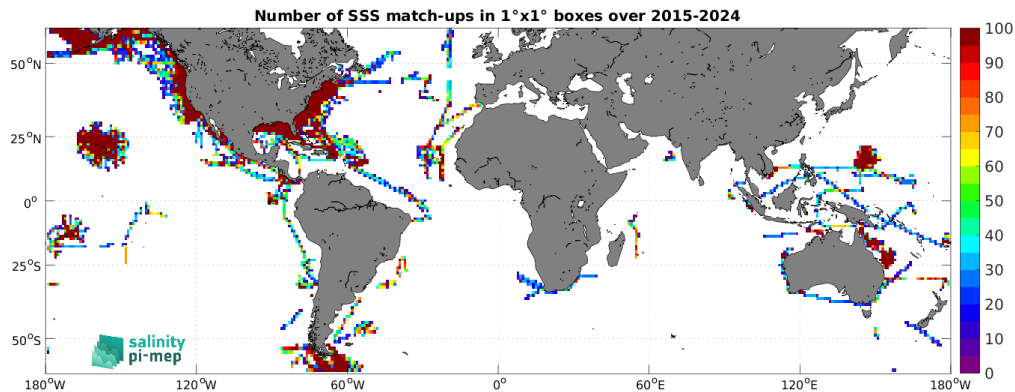 Number of SSS match-ups in 1°x1° boxes over 2015-2024
50°N
25°N
0°
25°S
50°S
180°W
120°W
60°W
0°
60°E
120°E
180°W
100
90
80
70
60
50
40
30
20
10
0
salinity
pi-mep